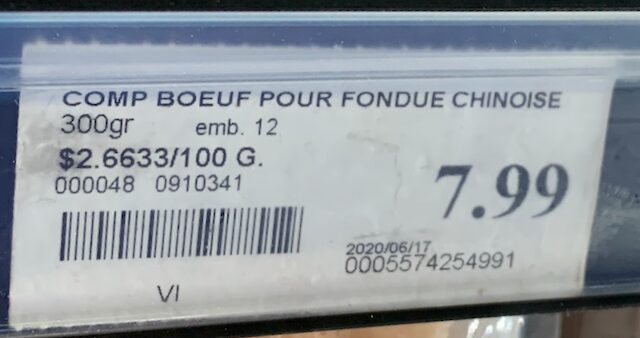 COMP BOEUF POUR FONDUE CHINOISE
300gr emb. 12
$2.6633/100 G.
000048 0910341
7.99
2020/06/17
0005574254991
VI